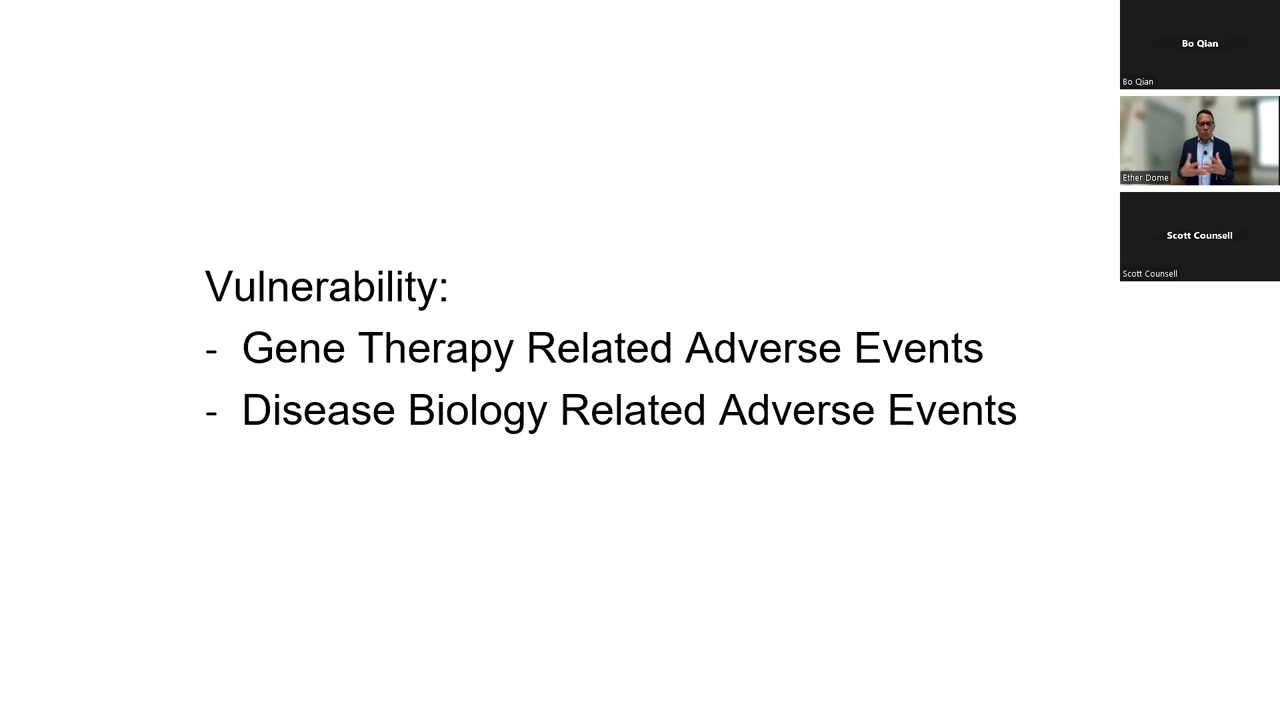 Vulnerability:
- Gene Therapy Related Adverse Events
- Disease Biology Related Adverse Events
Bo Qian
Bo Qian
Ether Dome
Scott Counsell
Scott Counsell